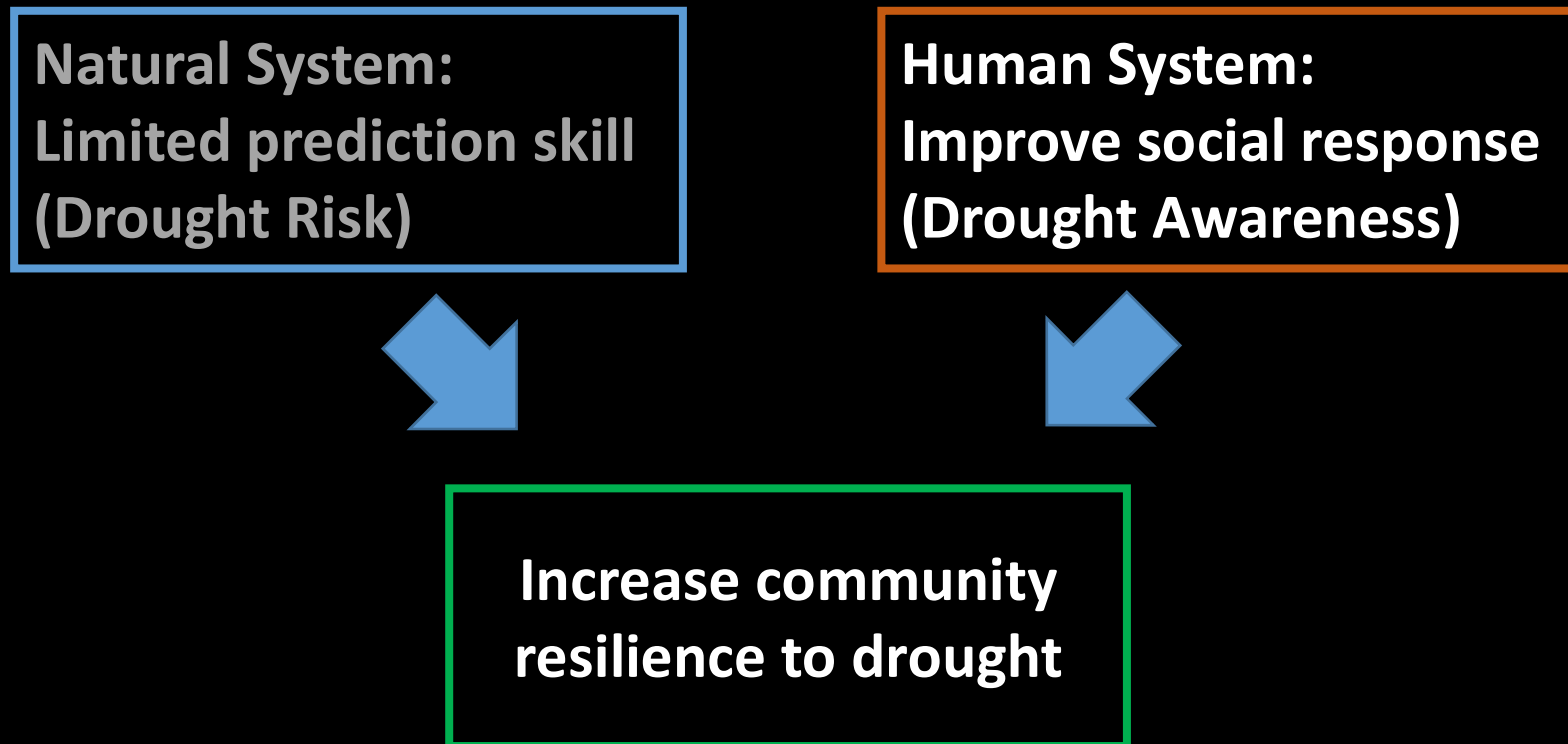 Natural System:
Limited prediction skill
(Drought Risk)
Human System:
Improve social response
(Drought Awareness)
Increase community
resilience to drought